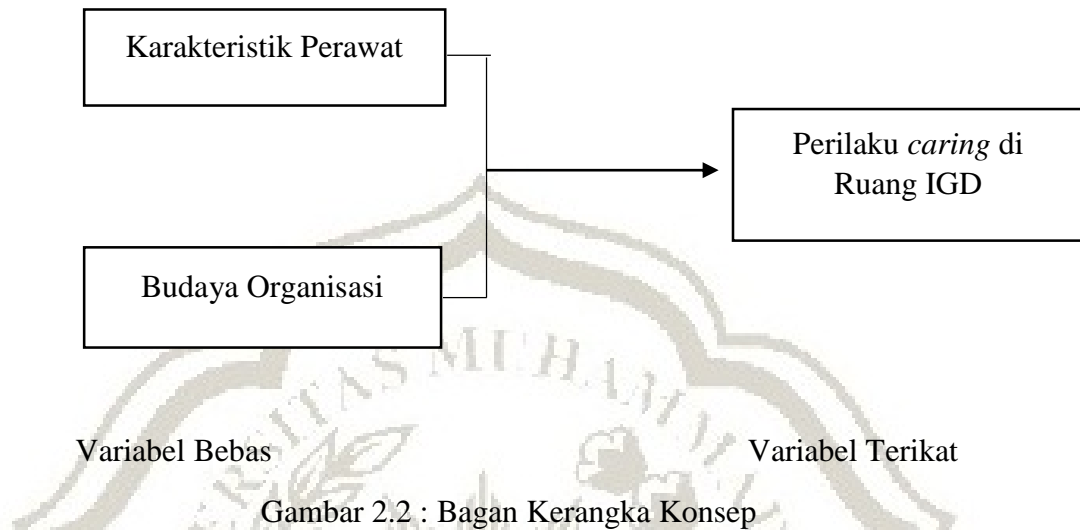 Karakteristik Perawat
Perilaku caring di
Ruang IGD
Budaya Organisasi
Variabel Bebas
Variabel Terikat
Gambar 2.2 : Bagan Kerangka Konsep